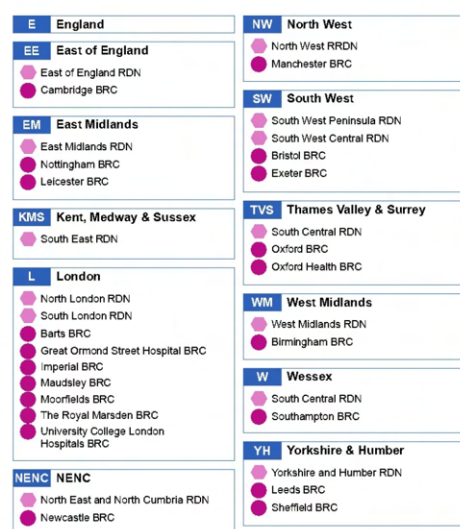 E England
EE East of England
East of England RDN
Cambridge BRC
EM East Midlands
East Midlands RDN
Nottingham BRC
Leicester BRC
KMS Kent, Medway & Sussex
South East RDN
L London
North London RDN
South London RDN
Barts BRC
Great Ormond Street Hospital BRC
Imperial BRC
Maudsley BRC
Moorfields BRC
The Royal Marsden BRC
University College London
Hospitals BRC
NENC NENC
North East and North Cumbria RDN
Newcastle BRC
NW North West
North West RRDN
Manchester BRC
SW South West
South West Peninsula RDN
South West Central RDN
Bristol BRC
Exeter BRC
TVS Thames Valley & Surrey
South Central RDN
Oxford BRC
Oxford Health BRC
WM West Midlands
West Midlands RDN
Birmingham BRC
W Wessex
South Central RDN
Southampton BRC
YH Yorkshire & Humber
Yorkshire and Humber RDN
Leeds BRC
Sheffield BRC